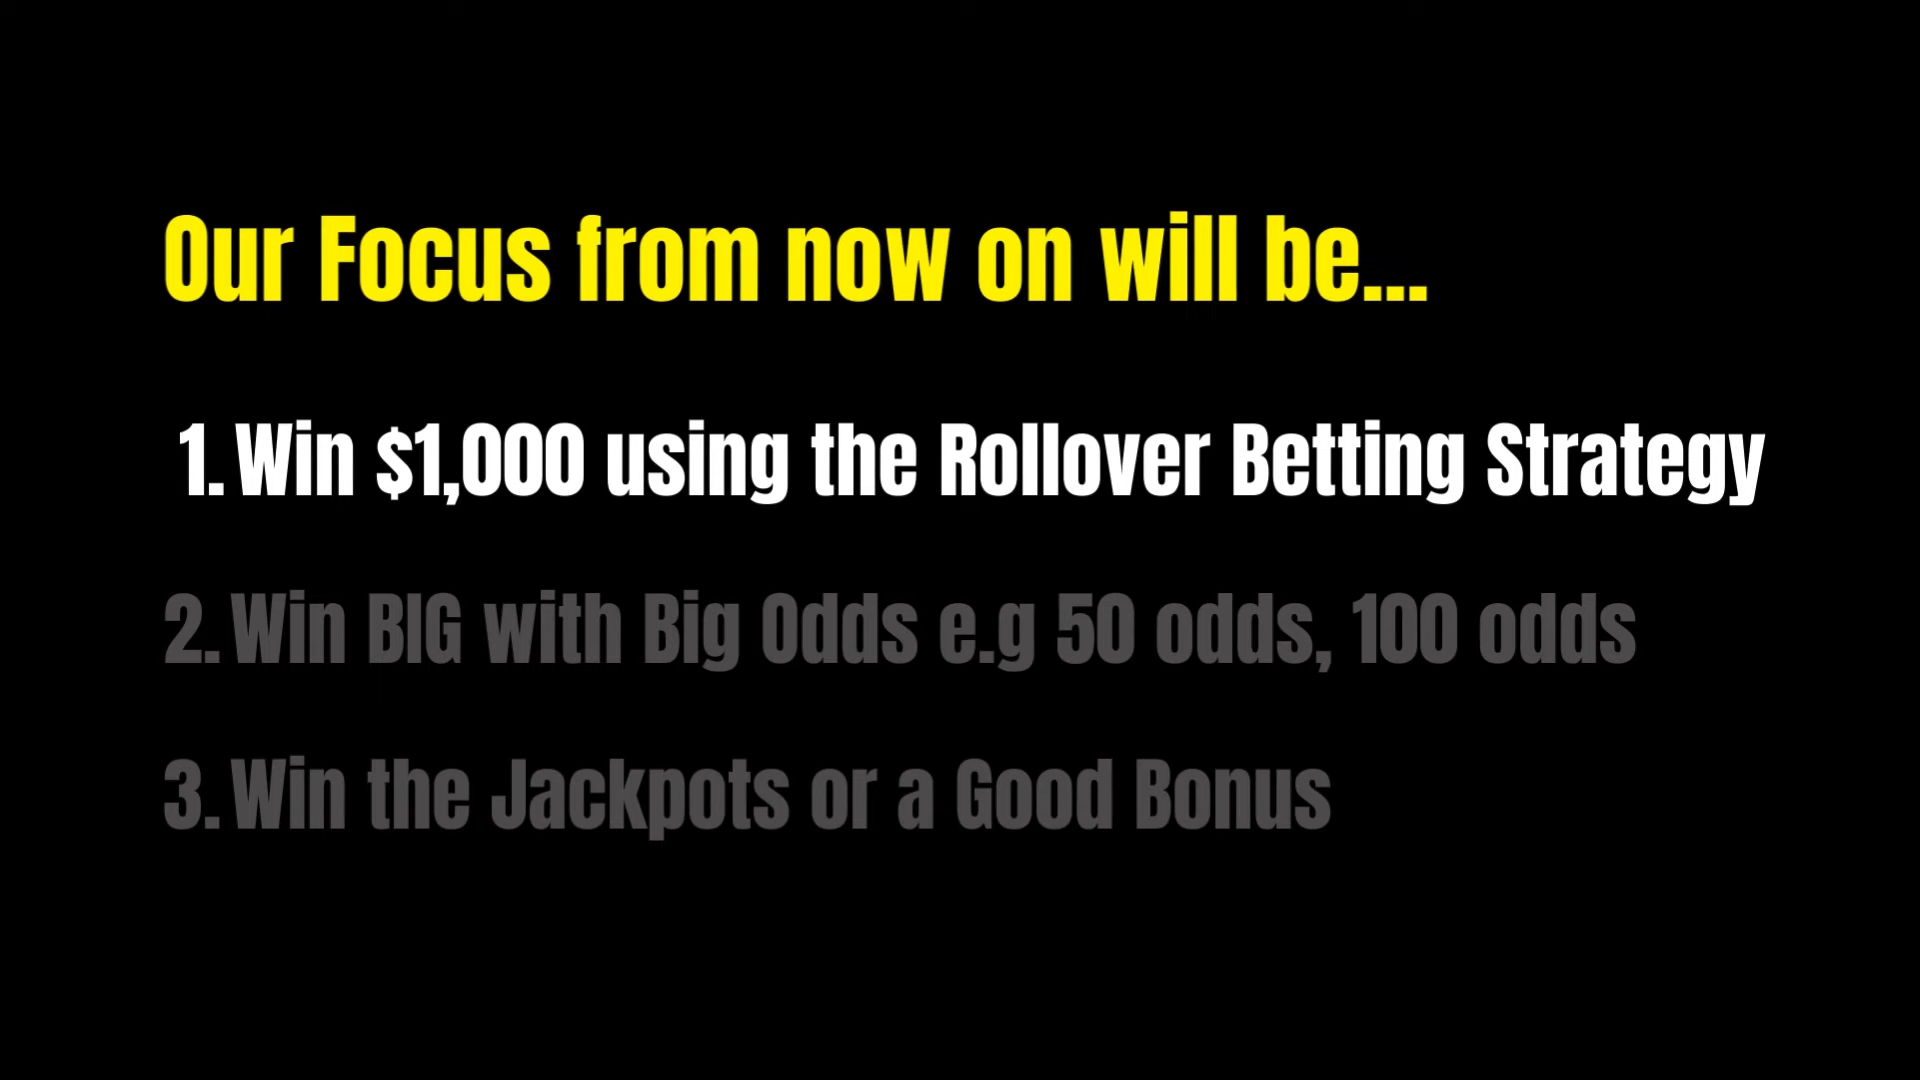 Our Focus from now on will be...
1. Win $1,000 using the Rollover Betting Strategy
2. Win BIG with Big Odds e.g 50 odds, 100 odds
3. Win the Jackpots or a Good Bonus